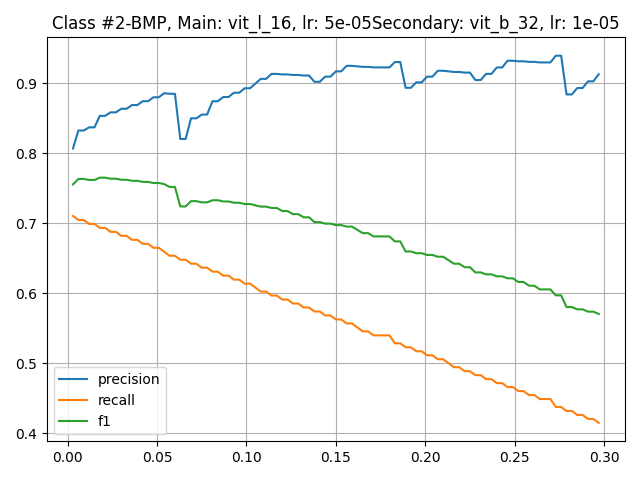 Class #2-BMP, Main: vit_l_16, lr: 5e-05Secondary: vit_b_32, lr: 1e-05
0.9
0.8
0.7
0.6
0.5
0.4
precision
recall
f1
0.00 0.05 0.10 0.15 0.20 0.25 0.30